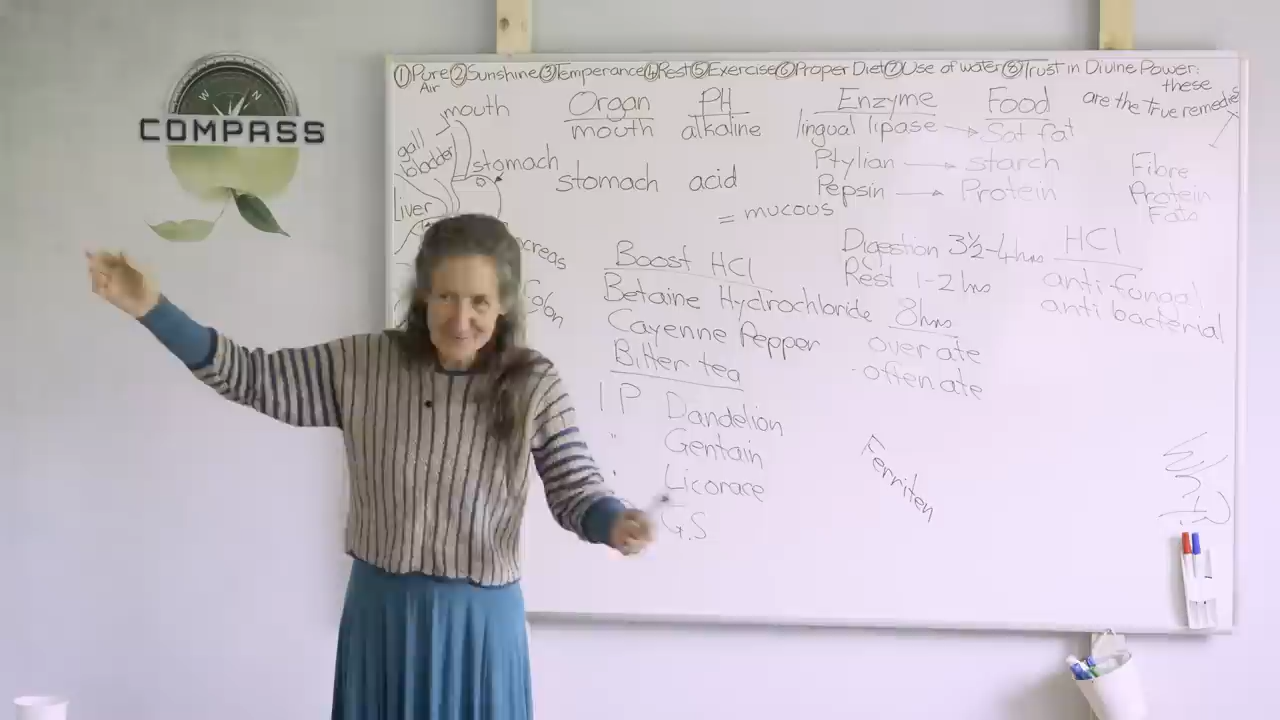 COMPASS
W N
①Pure ②Sunshine ③Temperance ④Rest ⑤Exercise ⑥Proper Diet ⑦Use of water ⑧Trust in Divine Power:
Air
these
are the true remedies
mouth
gall
bladder
stomach
Liver
creas
Organ PH Enzyme Food
mouth alkaline lingual lipase → Sat fat
Ptylian → starch
stomach acid Pepsin → Protein
= mucous
Fibre
Protein
Fats
Boost HCl
Betaine Hydrochloride
Cayenne Pepper
Bitter tea
1 P Dandelion
" Gentain
' Licorace
G.S
Digestion 3½-4hrs
Rest 1-2 hrs
8hrs
over ate
often ate
HCl
anti fungal
anti bacterial
Ferriten